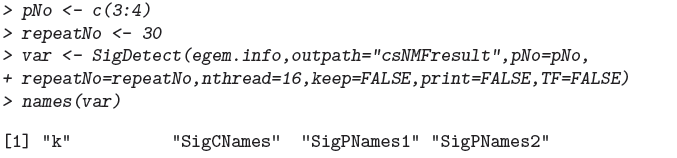 > pNo <- c(3:4)
> repeatNo <- 30
> var <- SigDetect(egem.info,outpath="csNMFresult",pNo=pNo,
+ repeatNo=repeatNo,nthread=16,keep=FALSE,print=FALSE,TF=FALSE)
> names(var)
[1] "k"          "SigCNames"  "SigPNames1" "SigPNames2"